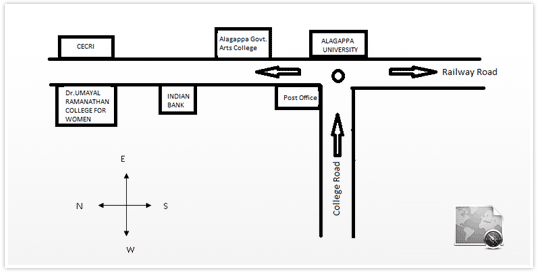 CECRI
Alagappa Govt.
Arts College
ALAGAPPA
UNIVERSITY
Railway Road
Dr.UMAYAL
RAMANATHAN
COLLEGE FOR
WOMEN
INDIAN
BANK
Post Office
College Road
E
N
S
W